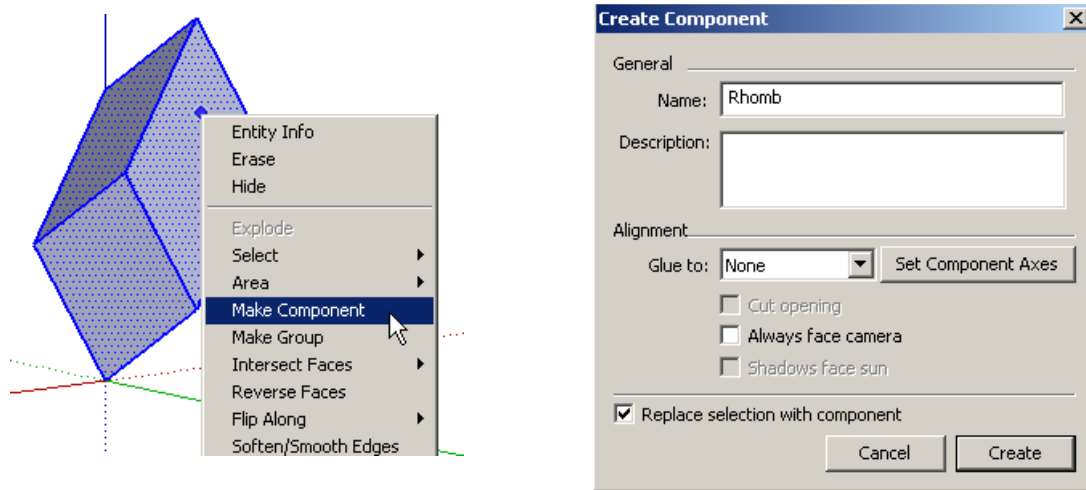 Entity Info
Erase
Hide
Explode
Select
Area
Make Component
Make Group
Intersect Faces
Reverse Faces
Flip Along
Soften/Smooth Edges
Create Component
General
Name: Rhomb
Description:
Alignment
Glue to: None Set Component Axes
Cut opening
Always face camera
Shadows face sun
Replace selection with component
Cancel Create